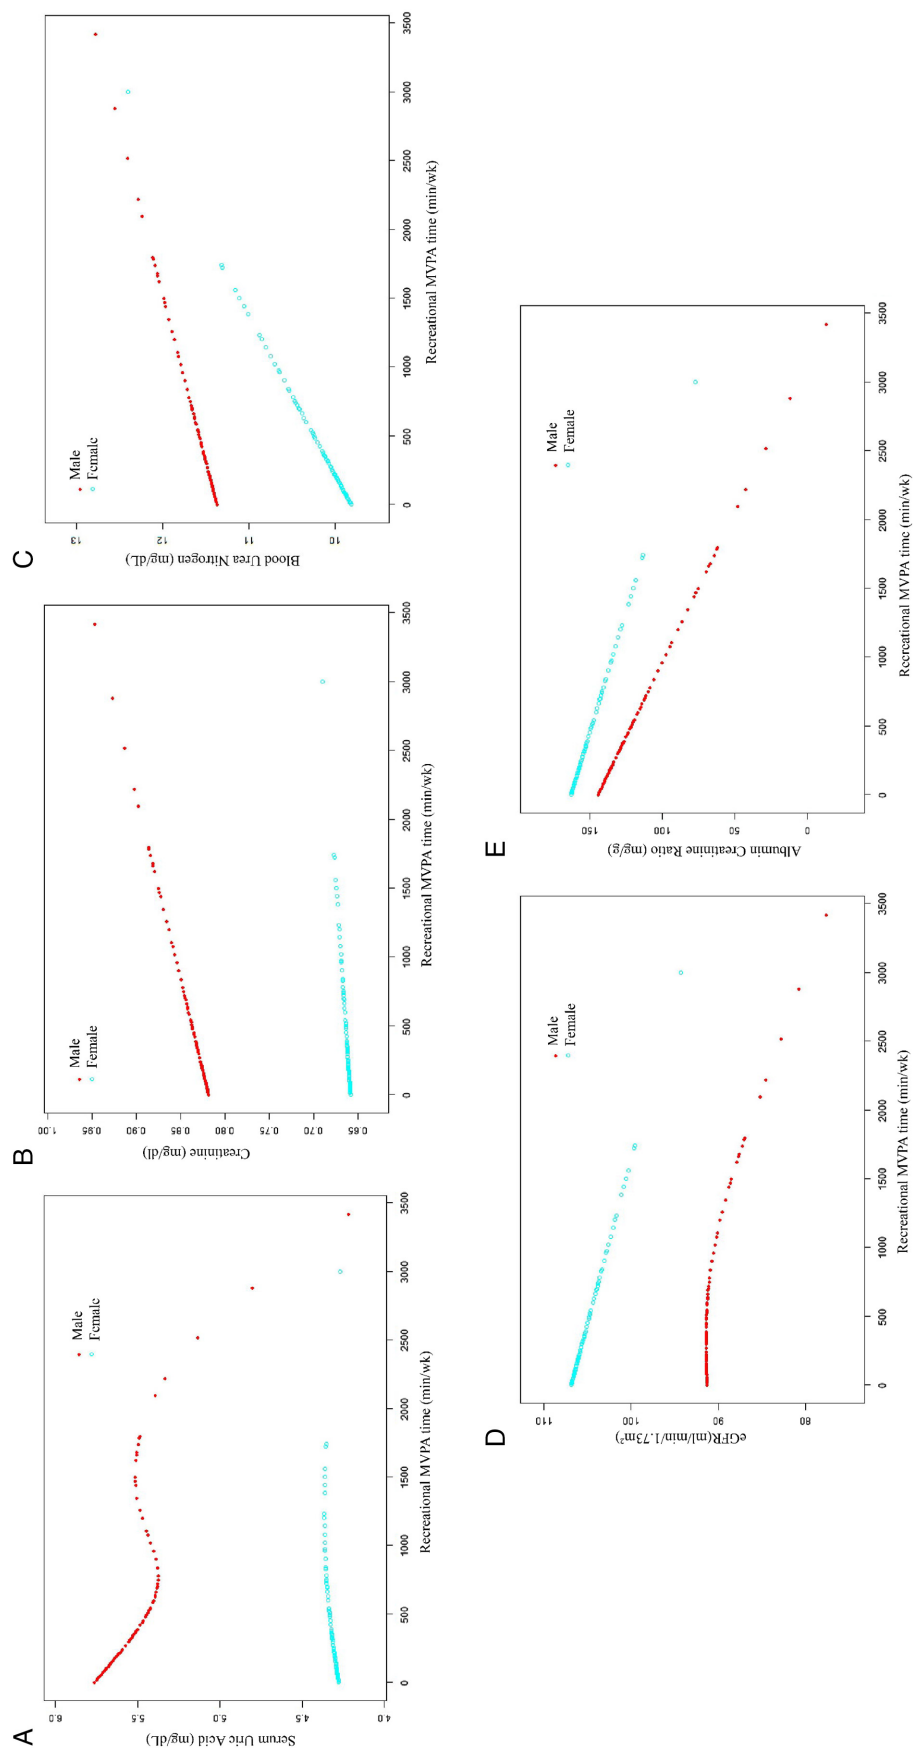 A
Serum Uric Acid (mg/dL)
6.0
5.5
5.0
4.5
4.0
Male
Female
0
500
1000
1500
2000
2500
3000
3500
Recreational MVPA time (min/wk)
B
Creatinine (mg/dl)
1.00
0.95
0.90
0.85
0.80
0.75
0.70
0.65
Male
Female
0
500
1000
1500
2000
2500
3000
3500
Recreational MVPA time (min/wk)
C
Blood Urea Nitrogen (mg/dL)
13
12
11
10
Male
Female
0
500
1000
1500
2000
2500
3000
3500
Recreational MVPA time (min/wk)
D
eGFR(ml/min/1.73m²)
110
100
90
80
Male
Female
0
500
1000
1500
2000
2500
3000
3500
Recreational MVPA time (min/wk)
E
Albumin Creatinine Ratio (mg/g)
150
100
50
0
Male
Female
0
500
1000
1500
2000
2500
3000
3500
Recreational MVPA time (min/wk)